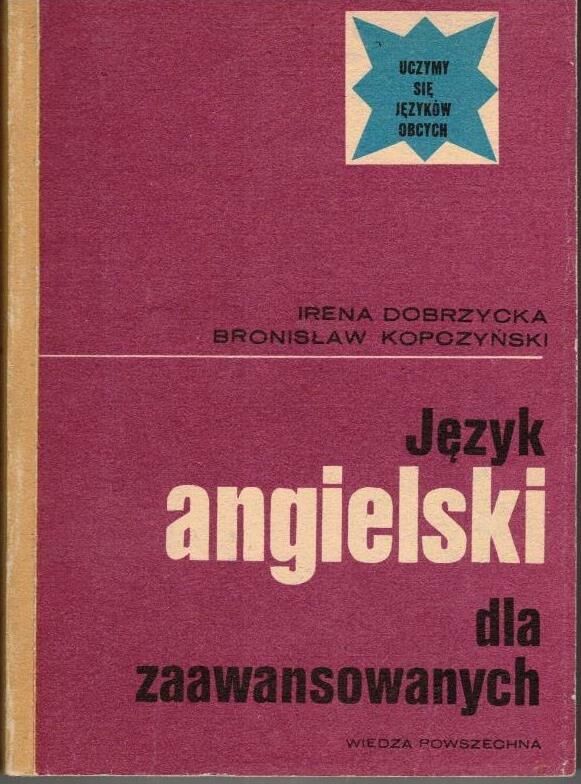 UCZYMY
SIĘ
JĘZYKÓW
OBCYCH
IRENA DOBRZYCKA
BRONISŁAW KOPCZYŃSKI
Język
angielski
dla
zaawansowanych
WIEDZA POWSZECHNA